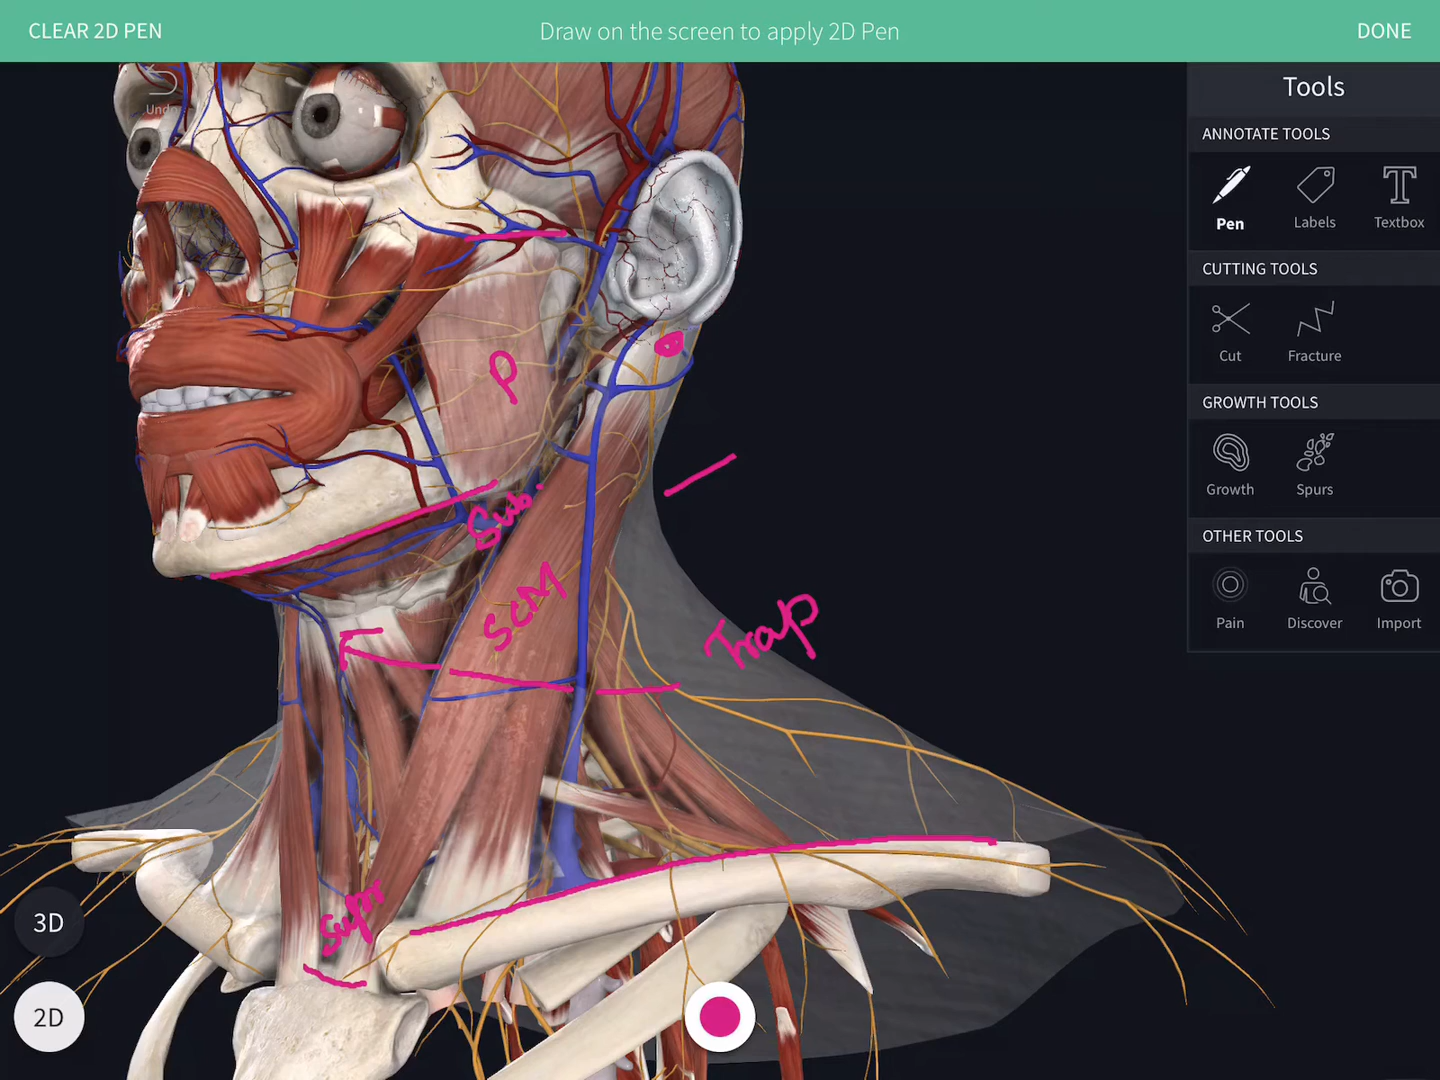 CLEAR 2D PEN
Draw on the screen to apply 2D Pen
DONE
Undo
Tools
ANNOTATE TOOLS
Pen
Labels
Textbox
CUTTING TOOLS
Cut
Fracture
GROWTH TOOLS
Growth
Spurs
OTHER TOOLS
Pain
Discover
Import
P
Sub.
SCM
Trap
3D
2D